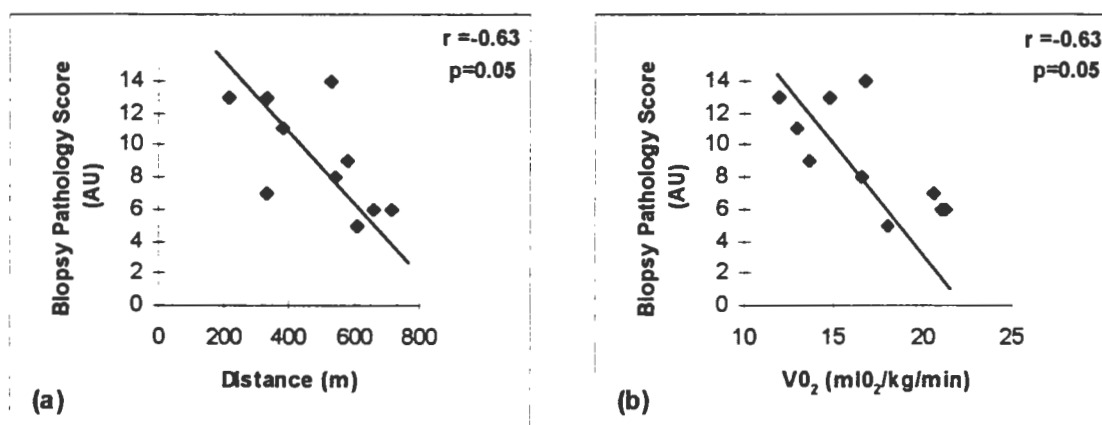 r =-0.63
p=0.05
Biopsy Pathology Score
(AU)
14
12
10
8
6
4
2
0
0 200 400 600 800
Distance (m)
(a)
r =-0.63
p=0.05
Biopsy Pathology Score
(AU)
14
12
10
8
6
4
2
0
10 15 20 25
V0₂ (ml0₂/kg/min)
(b)